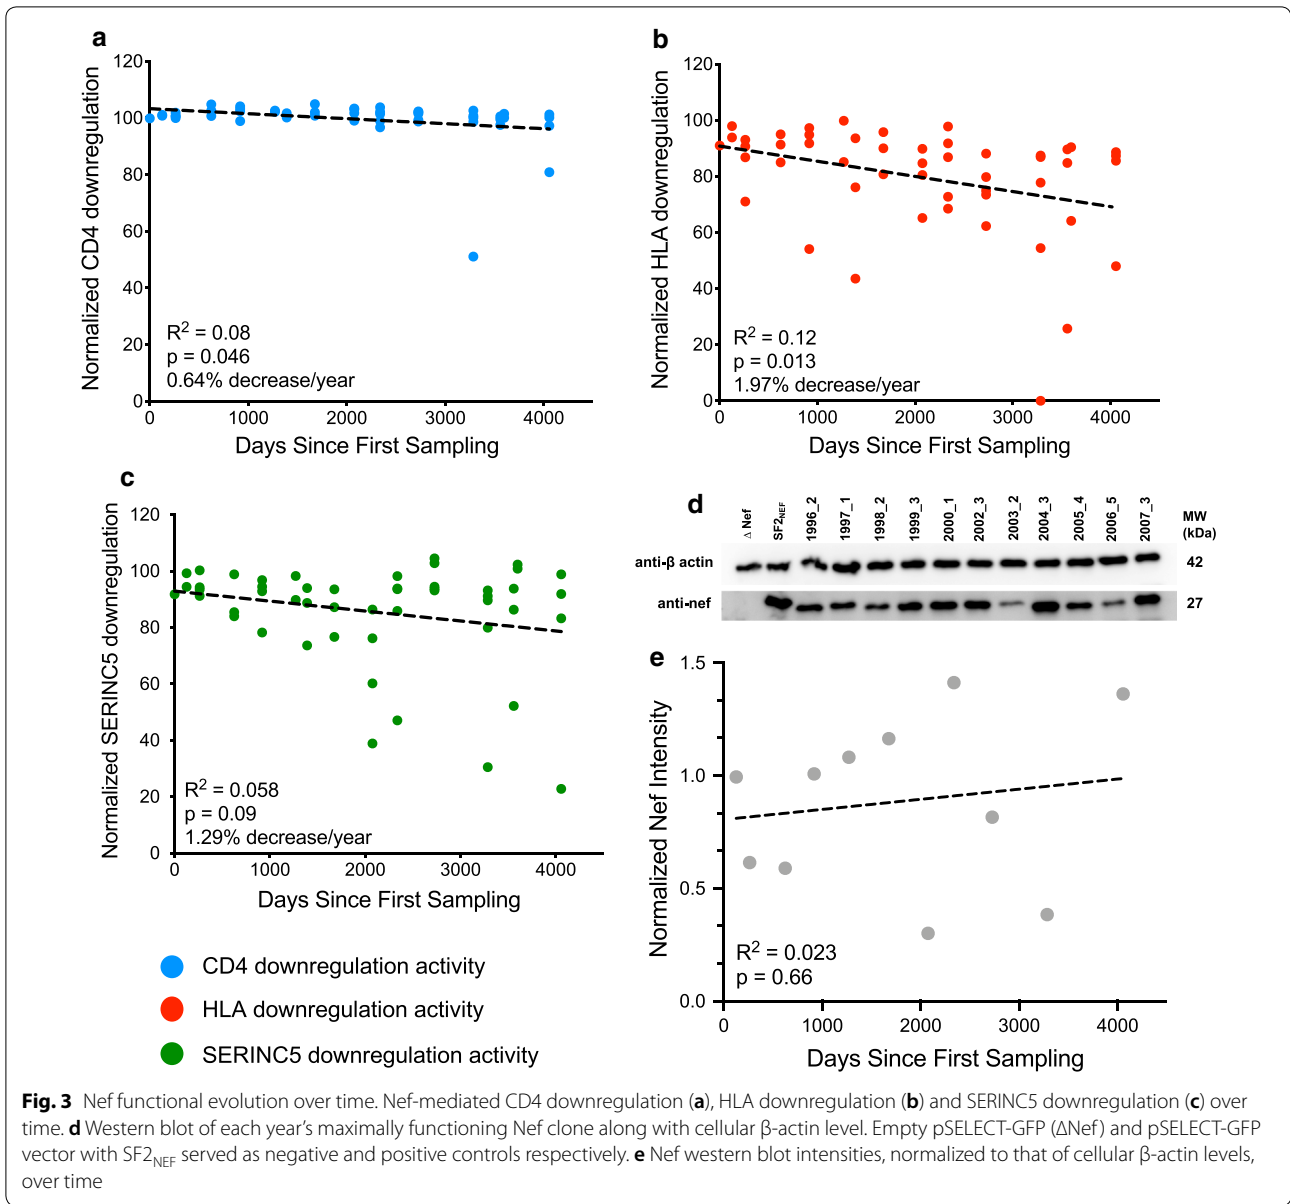 a
120
100
80
60
40
20
0
Normalized CD4 downregulation
R² = 0.08
p = 0.046
0.64% decrease/year
0 1000 2000 3000 4000
Days Since First Sampling
b
120
100
80
60
40
20
0
Normalized HLA downregulation
R² = 0.12
p = 0.013
1.97% decrease/year
0 1000 2000 3000 4000
Days Since First Sampling
c
120
100
80
60
40
20
0
Normalized SERINC5 downregulation
R² = 0.058
p = 0.09
1.29% decrease/year
0 1000 2000 3000 4000
Days Since First Sampling
d
Δ Nef SF2NEF 1996_2 1997_1 1998_2 1999_3 2000_1 2002_3 2003_2 2004_3 2005_4 2006_5 2007_3
MW
(kDa)
anti-β actin 42
anti-nef 27
e
1.5
1.0
0.5
0.0
Normalized Nef Intensity
R² = 0.023
p = 0.66
0 1000 2000 3000 4000
Days Since First Sampling
CD4 downregulation activity
HLA downregulation activity
SERINC5 downregulation activity
Fig. 3 Nef functional evolution over time. Nef-mediated CD4 downregulation (a), HLA downregulation (b) and SERINC5 downregulation (c) over
time. d Western blot of each year's maximally functioning Nef clone along with cellular β-actin level. Empty pSELECT-GFP (ΔNef) and pSELECT-GFP
vector with SF2NEF served as negative and positive controls respectively. e Nef western blot intensities, normalized to that of cellular β-actin levels,
over time